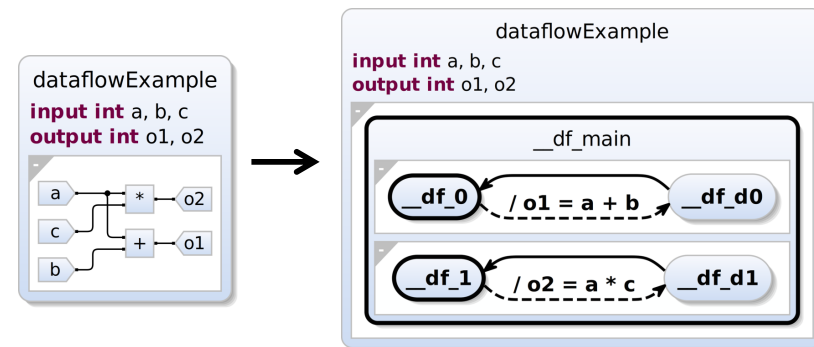 dataflowExample
input int a, b, c
output int o1, o2
a
*
o2
c
+
o1
b
dataflowExample
input int a, b, c
output int o1, o2
-
__df_main
-
__df_0
/ o1 = a + b
__df_d0
-
__df_1
/ o2 = a * c
__df_d1